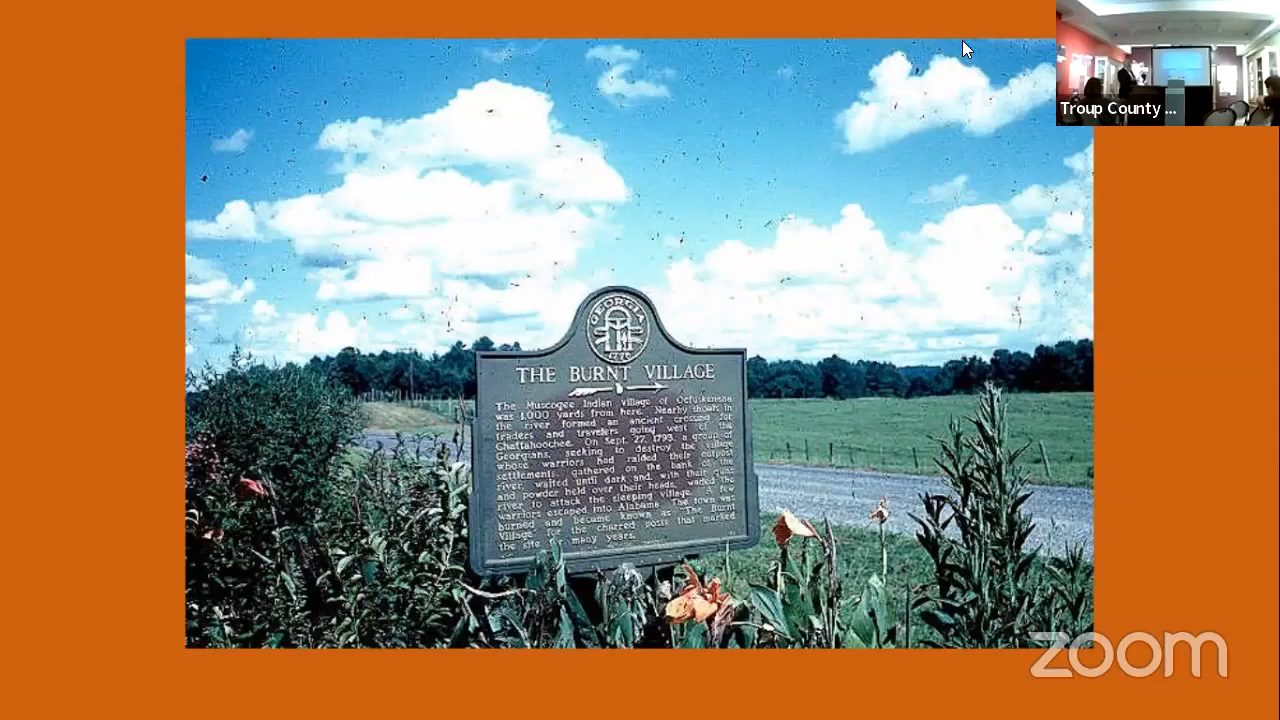 Troup County ...
GEORGIA
1776
THE BURNT VILLAGE
The Muscogee Indian village of Ocfuskenena
was 1,000 yards from here. Nearby shoals in
the river formed an ancient crossing for
traders and travelers going west of the
Chattahoochee. On Sept. 27, 1793, a group of
Georgians, seeking to destroy the village
whose warriors had raided their outpost
settlements, gathered on the bank of the
river, waited until dark and, with their guns
and powder held over their heads, waded the
river to attack the sleeping village. A few
warriors escaped into Alabama. The town was
burned and became known as "The Burnt
Village" for the charred posts that marked
the site for many years.
zoom